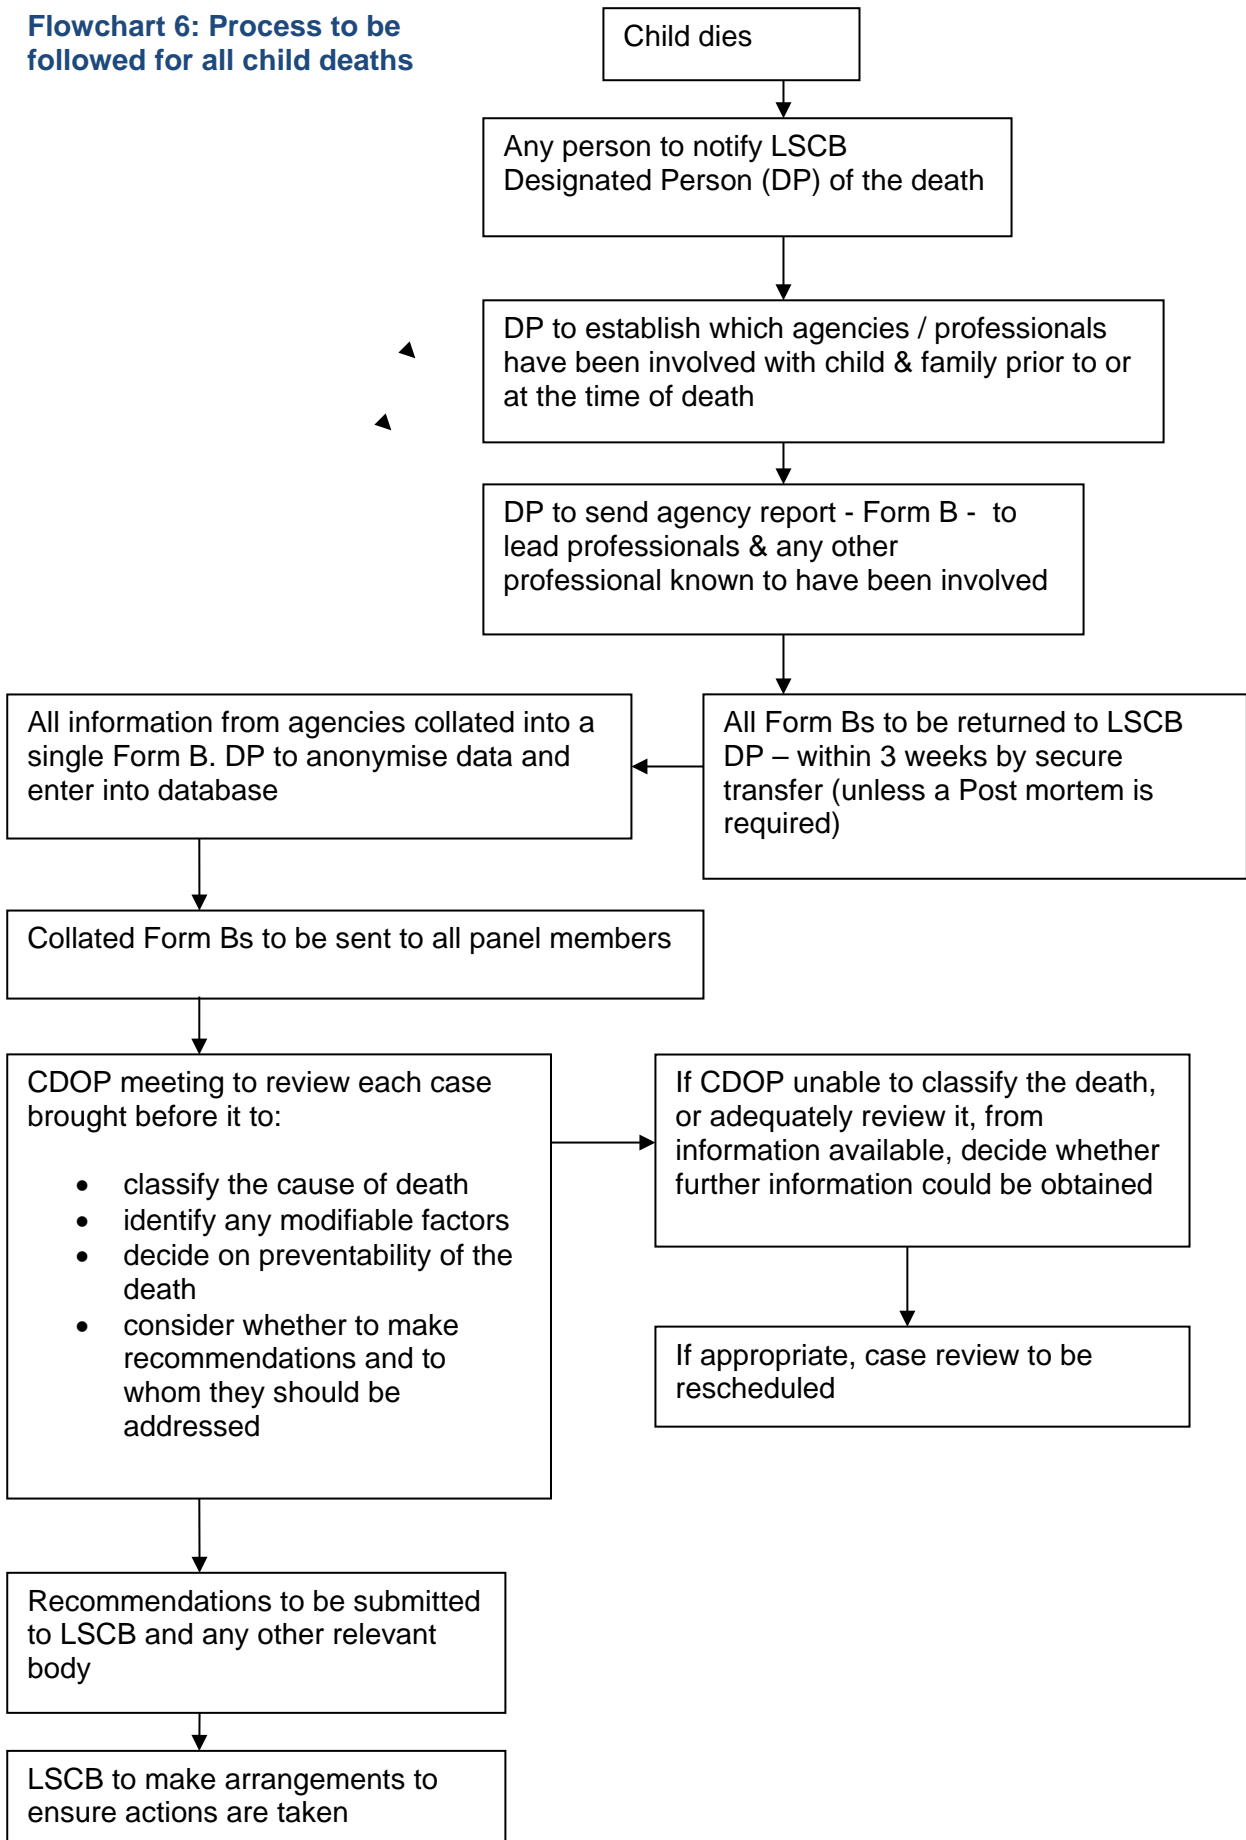 Flowchart 6: Process to be
followed for all child deaths
Child dies
Any person to notify LSCB
Designated Person (DP) of the death
DP to establish which agencies / professionals
have been involved with child & family prior to or
at the time of death
DP to send agency report - Form B -  to
lead professionals & any other
professional known to have been involved
All Form Bs to be returned to LSCB
DP – within 3 weeks by secure
transfer (unless a Post mortem is
required)
All information from agencies collated into a
single Form B. DP to anonymise data and
enter into database
Collated Form Bs to be sent to all panel members
CDOP meeting to review each case
brought before it to:
• classify the cause of death
• identify any modifiable factors
• decide on preventability of the
death
• consider whether to make
recommendations and to
whom they should be
addressed
If CDOP unable to classify the death,
or adequately review it, from
information available, decide whether
further information could be obtained
If appropriate, case review to be
rescheduled
Recommendations to be submitted
to LSCB and any other relevant
body
LSCB to make arrangements to
ensure actions are taken